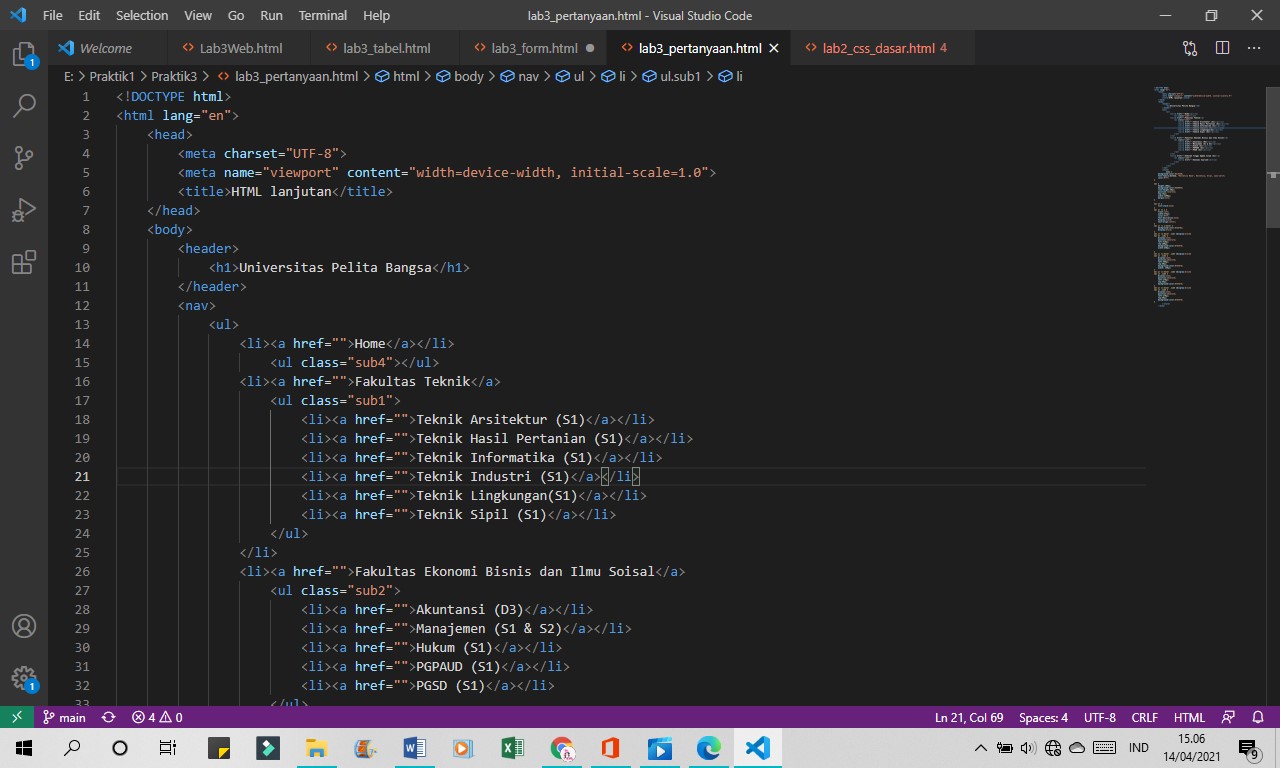 File Edit Selection View Go Run Terminal Help lab3_pertanyaan.html - Visual Studio Code
Welcome Lab3Web.html lab3_tabel.html lab3_form.html lab3_pertanyaan.html lab2_css_dasar.html 4
E: > Praktik1 > Praktik3 > lab3_pertanyaan.html > html > body > nav > ul > li > ul.sub1 > li
1 <!DOCTYPE html>
2 <html lang="en">
3 <head>
4 <meta charset="UTF-8">
5 <meta name="viewport" content="width=device-width, initial-scale=1.0">
6 <title>HTML lanjutan</title>
7 </head>
8 <body>
9 <header>
10 <h1>Universitas Pelita Bangsa</h1>
11 </header>
12 <nav>
13 <ul>
14 <li><a href="">Home</a></li>
15 <ul class="sub4"></ul>
16 <li><a href="">Fakultas Teknik</a>
17 <ul class="sub1">
18 <li><a href="">Teknik Arsitektur (S1)</a></li>
19 <li><a href="">Teknik Hasil Pertanian (S1)</a></li>
20 <li><a href="">Teknik Informatika (S1)</a></li>
21 <li><a href="">Teknik Industri (S1)</a></li>
22 <li><a href="">Teknik Lingkungan(S1)</a></li>
23 <li><a href="">Teknik Sipil (S1)</a></li>
24 </ul>
25 </li>
26 <li><a href="">Fakultas Ekonomi Bisnis dan Ilmu Soisal</a>
27 <ul class="sub2">
28 <li><a href="">Akuntansi (D3)</a></li>
29 <li><a href="">Manajemen (S1 & S2)</a></li>
30 <li><a href="">Hukum (S1)</a></li>
31 <li><a href="">PGPAUD (S1)</a></li>
32 <li><a href="">PGSD (S1)</a></li>
33 </ul>
1
1
main 4 0 Ln 21, Col 69 Spaces: 4 UTF-8 CRLF HTML
IND 15.06
14/04/2021 9